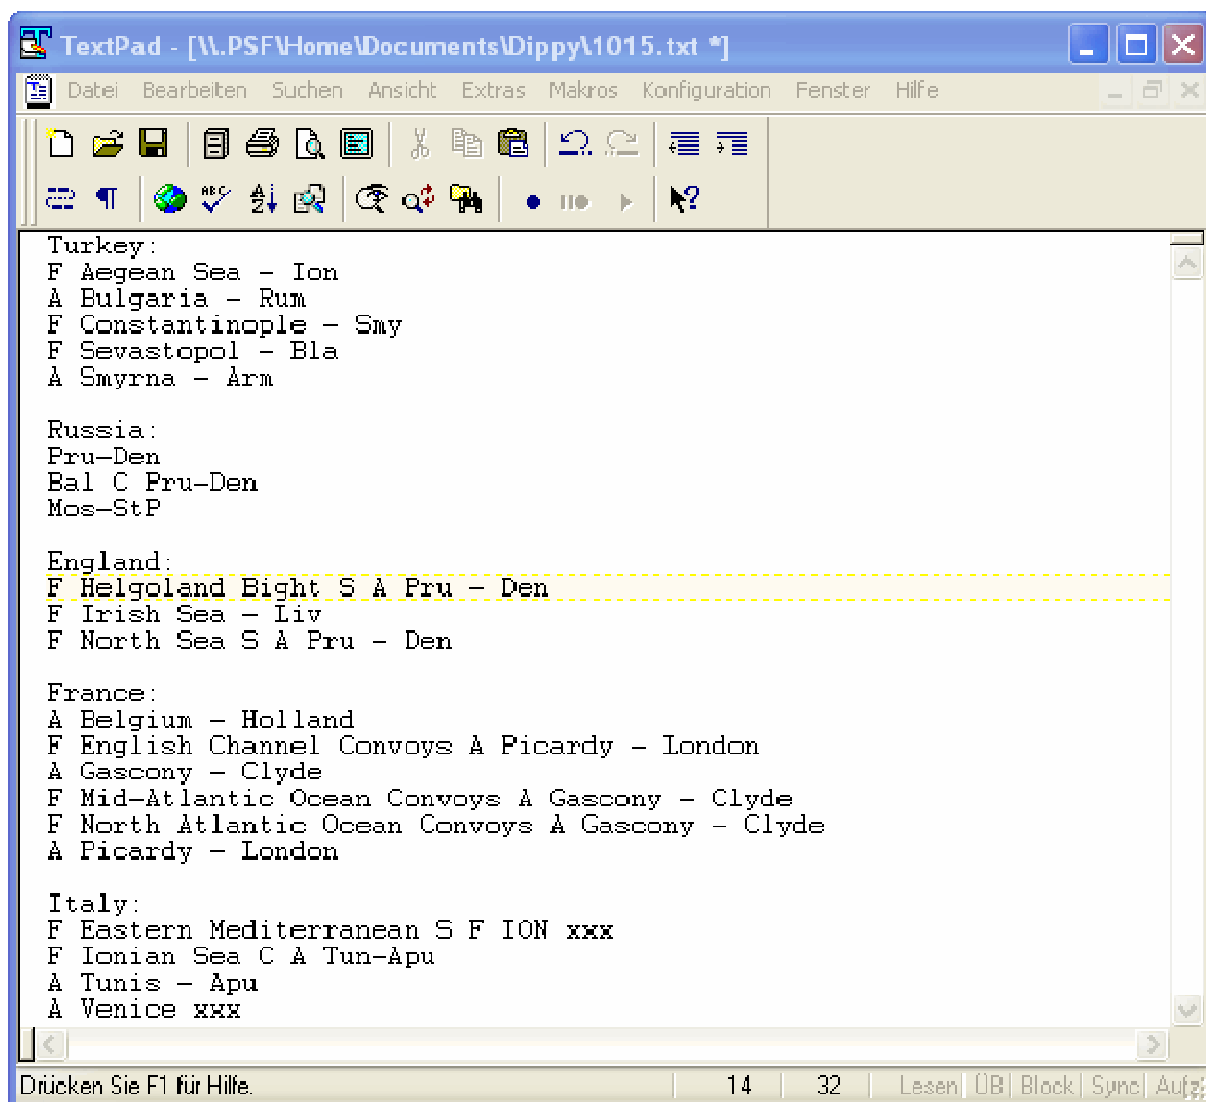 TextPad - [\\.PSF\Home\Documents\Dippy\1015.txt *]
Datei Bearbeiten Suchen Ansicht Extras Makros Konfiguration Fenster Hilfe
Turkey:
F Aegean Sea - Ion
A Bulgaria - Rum
F Constantinople - Smy
F Sevastopol - Bla
A Smyrna - Arm
Russia:
Pru-Den
Bal C Pru-Den
Mos-StP
England:
F Helgoland Bight S A Pru - Den
F Irish Sea - Liv
F North Sea S A Pru - Den
France:
A Belgium - Holland
F English Channel Convoys A Picardy - London
A Gascony - Clyde
F Mid-Atlantic Ocean Convoys A Gascony - Clyde
F North Atlantic Ocean Convoys A Gascony - Clyde
A Picardy - London
Italy:
F Eastern Mediterranean S F ION xxx
F Ionian Sea C A Tun-Apu
A Tunis - Apu
A Venice xxx
Drücken Sie F1 für Hilfe. 14 32 Lesen ÜB Block Sync Aufz